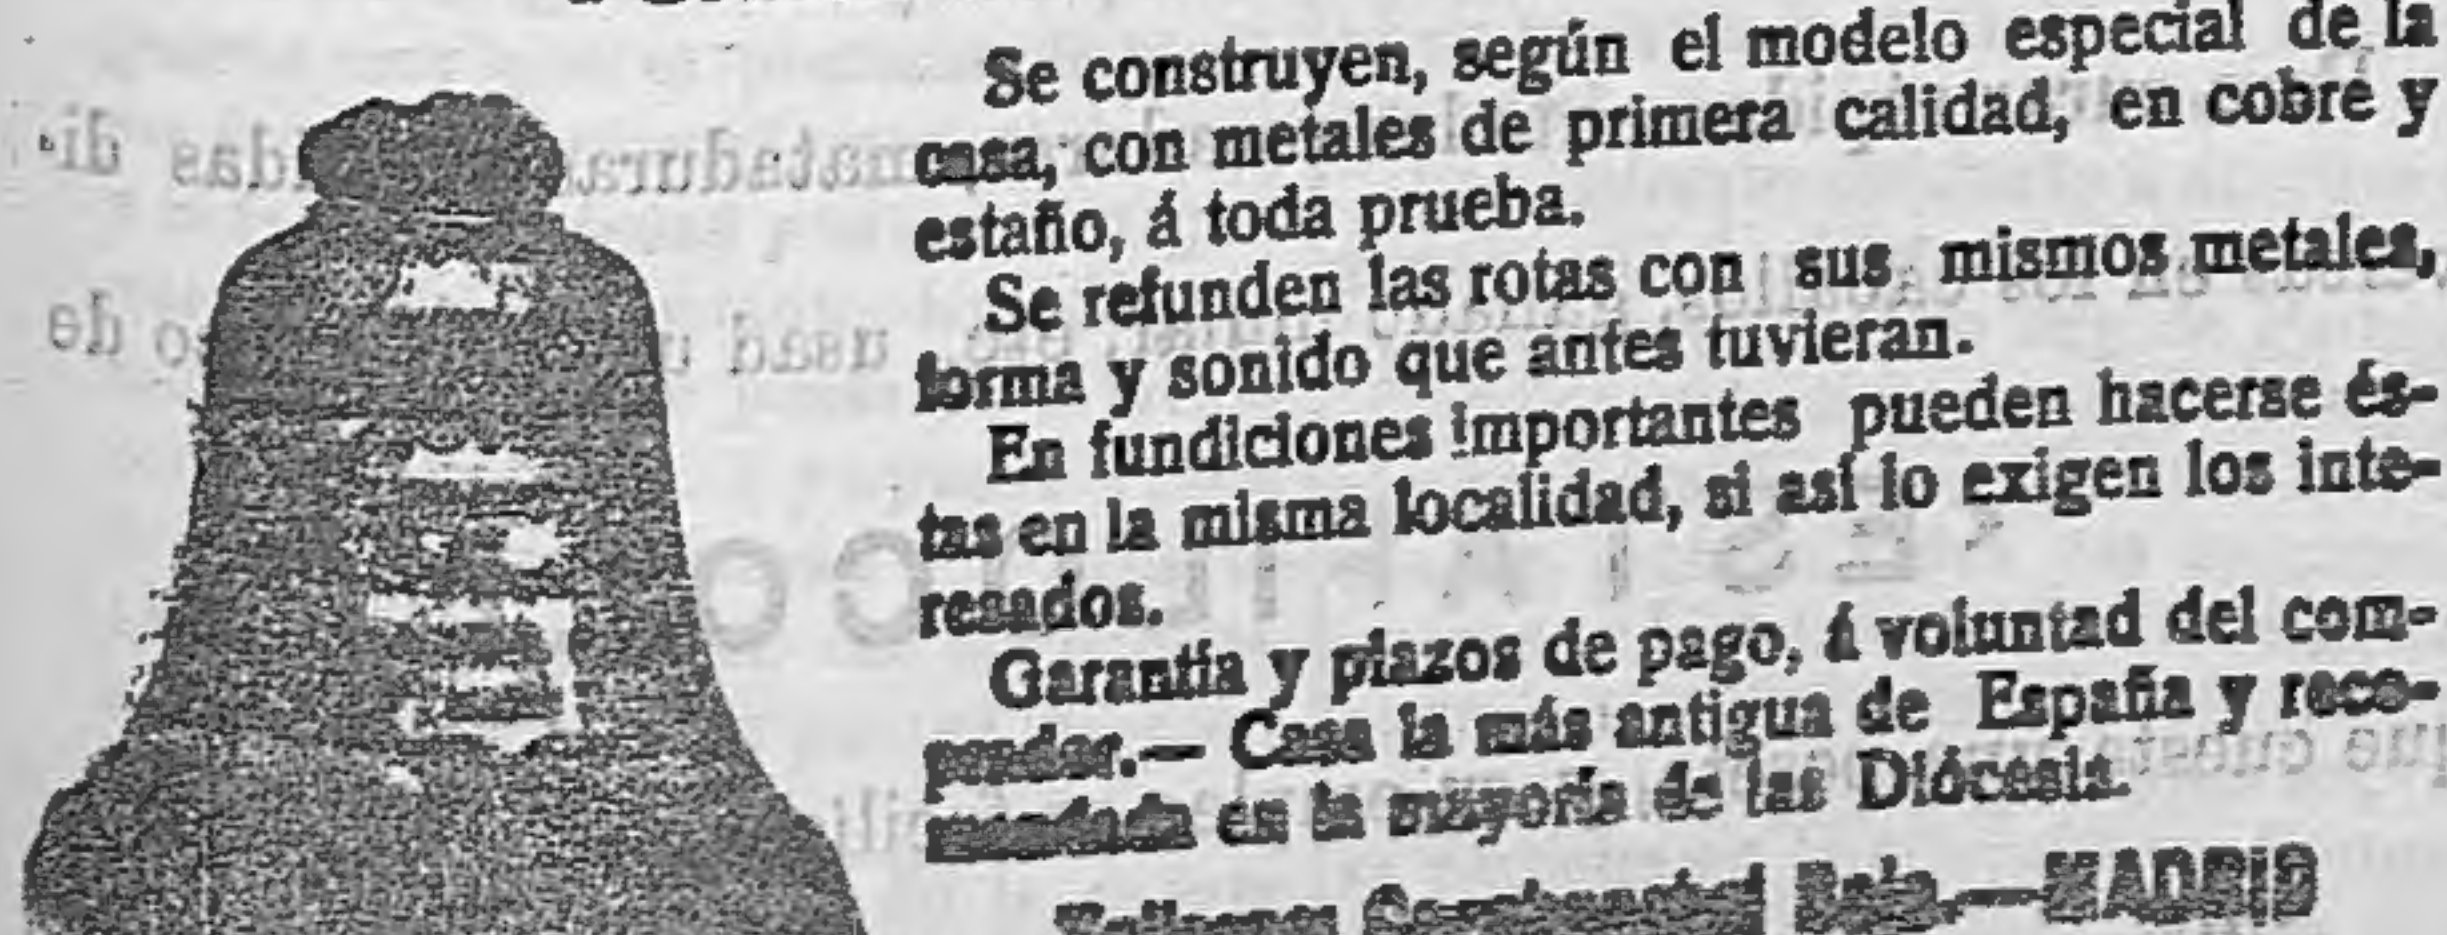 Se construyen, según el modelo especial de la
casa, con metales de primera calidad, en cobre y
estaño, á toda prueba.
Se refunden las rotas con sus mismos metales,
forma y sonido que antes tuvieran.
En fundiciones importantes pueden hacerse és-
tas en la misma localidad, si así lo exigen los inte-
resados.
Garantía y plazos de pago, á voluntad del com-
prador.— Casa la más antigua de España y reco-
mendada en la mayoría de las Diócesis.
Baja.—MADRID